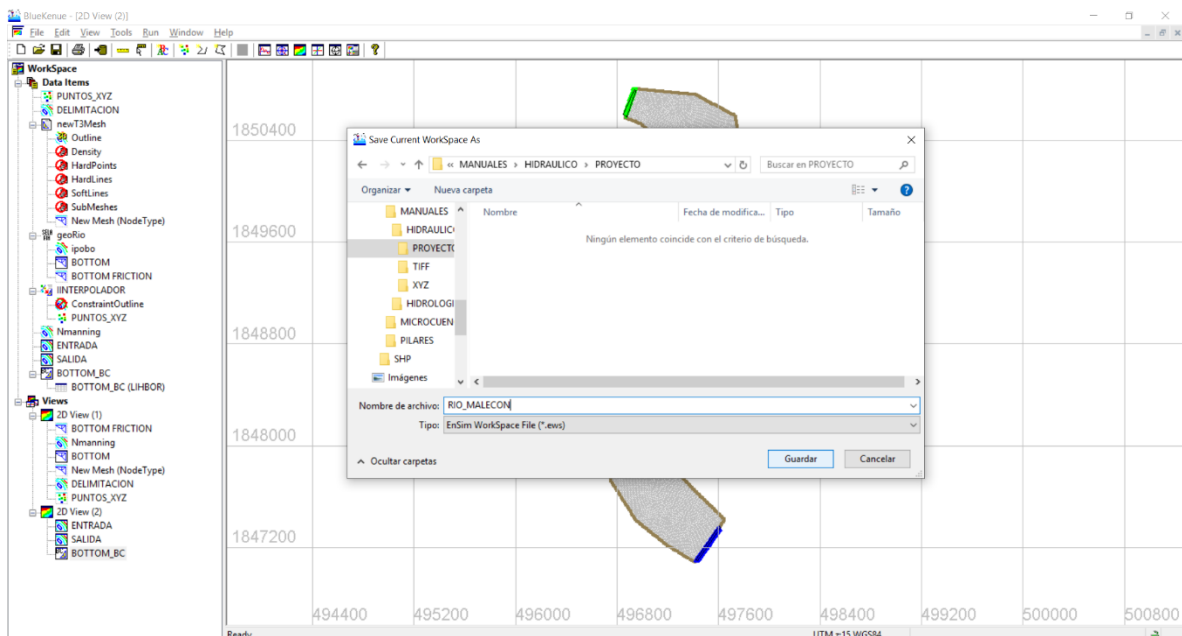 BlueKenue - [2D View (2)]
File Edit View Tools Run Window Help
WorkSpace
Data Items
PUNTOS_XYZ
DELIMITACION
newT3Mesh
Outline
Density
HardPoints
HardLines
SoftLines
SubMeshes
New Mesh (NodeType)
geoRio
ipobo
BOTTOM
BOTTOM FRICTION
IINTERPOLADOR
ConstraintOutline
PUNTOS_XYZ
Nmanning
ENTRADA
SALIDA
BOTTOM_BC
BOTTOM_BC (LIHBOR)
Views
2D View (1)
BOTTOM FRICTION
Nmanning
BOTTOM
New Mesh (NodeType)
DELIMITACION
PUNTOS_XYZ
2D View (2)
ENTRADA
SALIDA
BOTTOM_BC
1850400
1849600
1848800
1848000
1847200
494400 495200 496000 496800 497600 498400 499200 500000 500800
Save Current WorkSpace As
« MANUALES › HIDRAULICO › PROYECTO
Buscar en PROYECTO
Organizar Nueva carpeta
MANUALES
HIDRAULIC
PROYECTO
TIFF
XYZ
HIDROLOGI
MICROCUEN
PILARES
SHP
Imágenes
Nombre Fecha de modifica... Tipo Tamaño
Ningún elemento coincide con el criterio de búsqueda.
Nombre de archivo: RIO_MALECON
Tipo: EnSim WorkSpace File (*.ews)
Ocultar carpetas Guardar Cancelar
Ready UTM z:15 WGS84